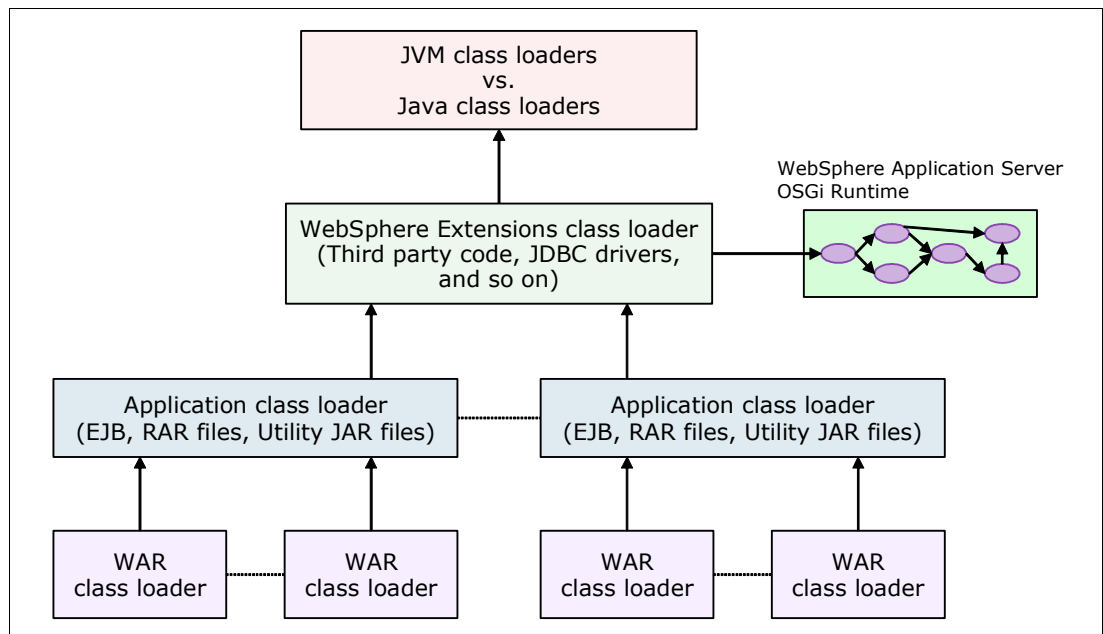 JVM class loaders
vs.
Java class loaders
WebSphere Application Server
OSGi Runtime
WebSphere Extensions class loader
(Third party code, JDBC drivers,
and so on)
Application class loader
(EJB, RAR files, Utility JAR files)
Application class loader
(EJB, RAR files, Utility JAR files)
WAR
class loader
WAR
class loader
WAR
class loader
WAR
class loader